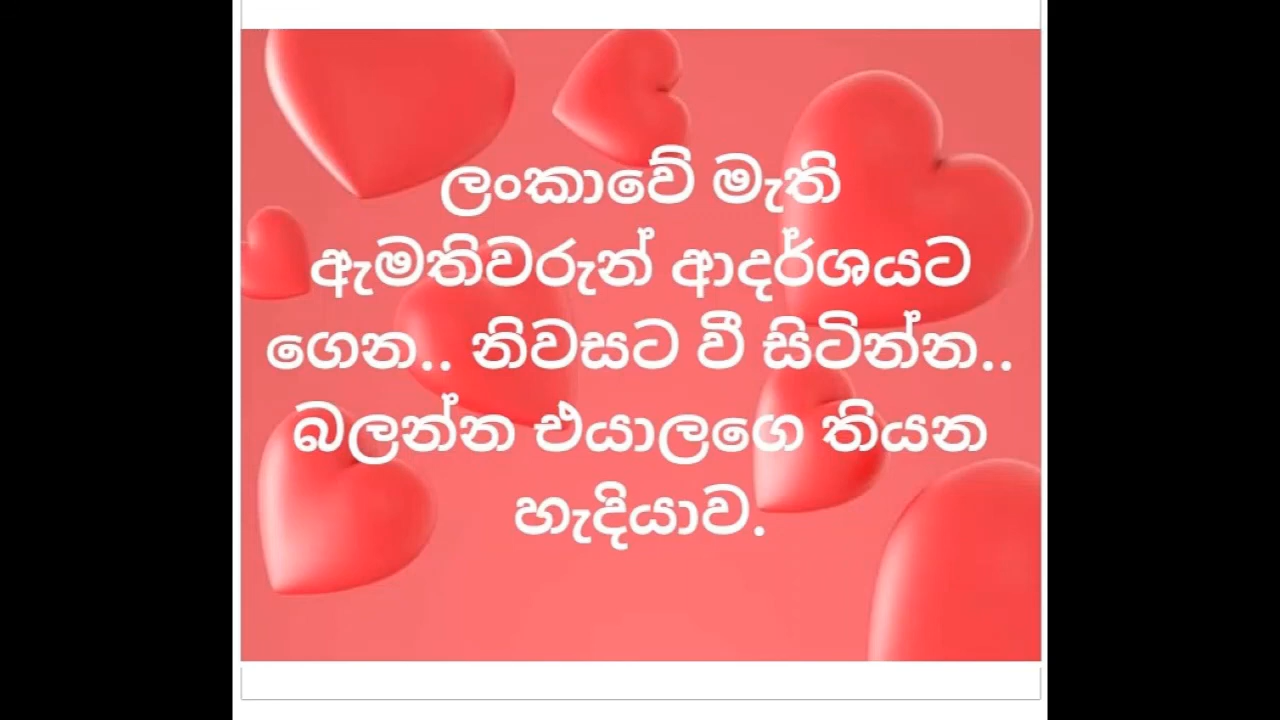 ලංකාවේ මැති
ඇමතිවරුන් ආදර්ශයට
ගෙන.. නිවසට වී සිටින්න..
බලන්න එයාලගෙ තියන
හැදියාව.